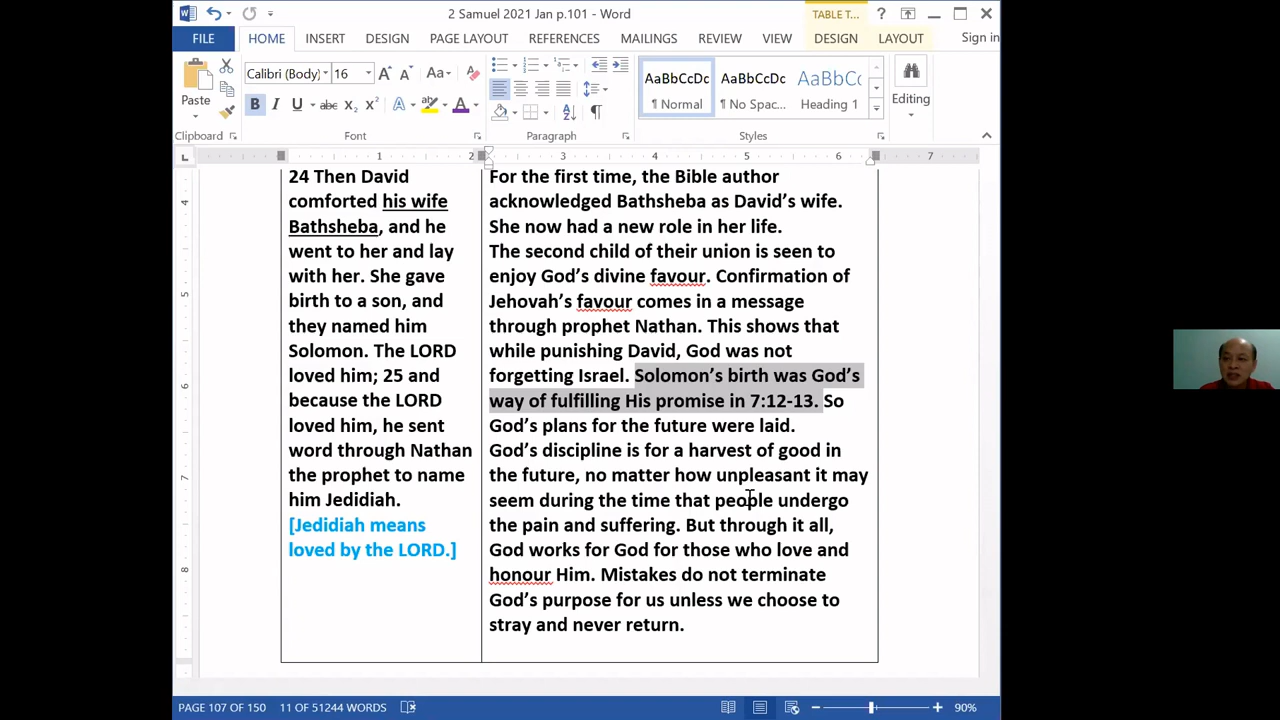 2 Samuel 2021 Jan p.101 - Word
TABLE T...
FILE HOME INSERT DESIGN PAGE LAYOUT REFERENCES MAILINGS REVIEW VIEW DESIGN LAYOUT Sign in
Calibri (Body) 16
AaBbCcDc AaBbCcDc AaBbCc
Paste
¶ Normal ¶ No Spac... Heading 1
Editing
Clipboard Font Paragraph Styles
1 2 3 4 5 6 7
24 Then David
comforted his wife
Bathsheba, and he
went to her and lay
with her. She gave
birth to a son, and
they named him
Solomon. The LORD
loved him; 25 and
because the LORD
loved him, he sent
word through Nathan
the prophet to name
him Jedidiah.
[Jedidiah means
loved by the LORD.]
For the first time, the Bible author
acknowledged Bathsheba as David’s wife.
She now had a new role in her life.
The second child of their union is seen to
enjoy God’s divine favour. Confirmation of
Jehovah’s favour comes in a message
through prophet Nathan. This shows that
while punishing David, God was not
forgetting Israel. Solomon’s birth was God’s
way of fulfilling His promise in 7:12-13. So
God’s plans for the future were laid.
God’s discipline is for a harvest of good in
the future, no matter how unpleasant it may
seem during the time that people undergo
the pain and suffering. But through it all,
God works for God for those who love and
honour Him. Mistakes do not terminate
God’s purpose for us unless we choose to
stray and never return.
4
5
6
7
8
PAGE 107 OF 150 11 OF 51244 WORDS 90%